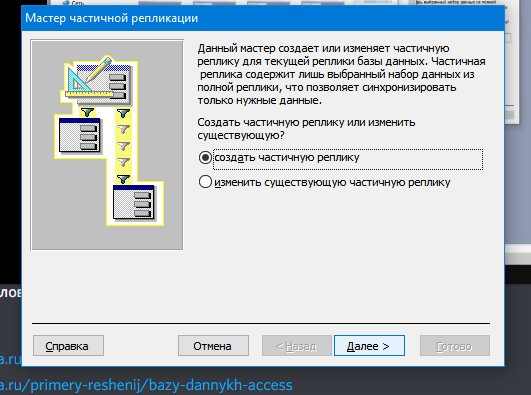 Мастер частичной репликации
Данный мастер создает или изменяет частичную
реплику для текущей реплики базы данных. Частичная
реплика содержит лишь выбранный набор данных из
полной реплики, что позволяет синхронизировать
только нужные данные.
Создать частичную реплику или изменить
существующую?
создать частичную реплику
изменить существующую частичную реплику
Справка
Отмена
< Назад
Далее >
Готово
a.ru
a.ru/primery-reshenij/bazy-dannykh-access